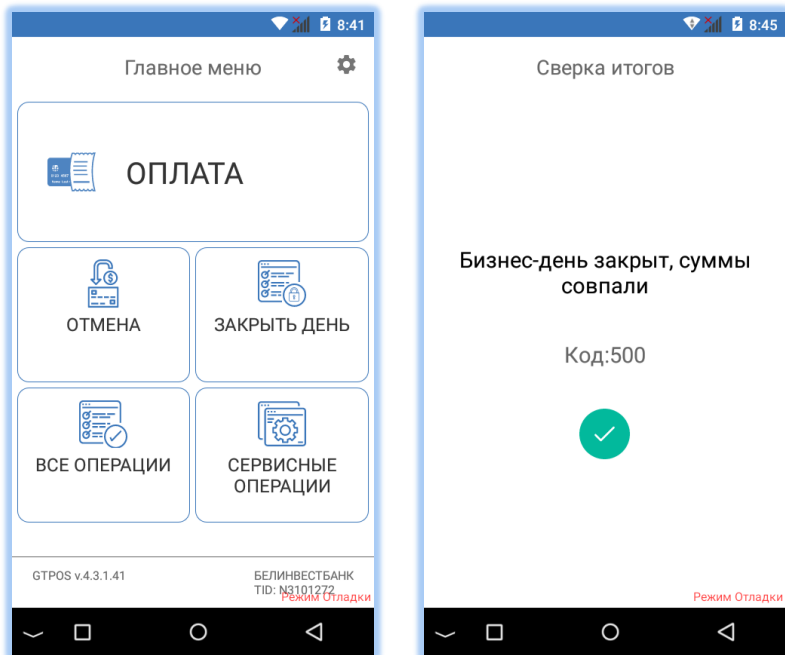 8:41
Главное меню
ОПЛАТА
ОТМЕНА
ЗАКРЫТЬ ДЕНЬ
ВСЕ ОПЕРАЦИИ
СЕРВИСНЫЕ
ОПЕРАЦИИ
GTPOS v.4.3.1.41
БЕЛИНВЕСТБАНК
TID: N3101272
Режим Отладки
8:45
Сверка итогов
Бизнес-день закрыт, суммы
совпали
Код:500
Режим Отладки